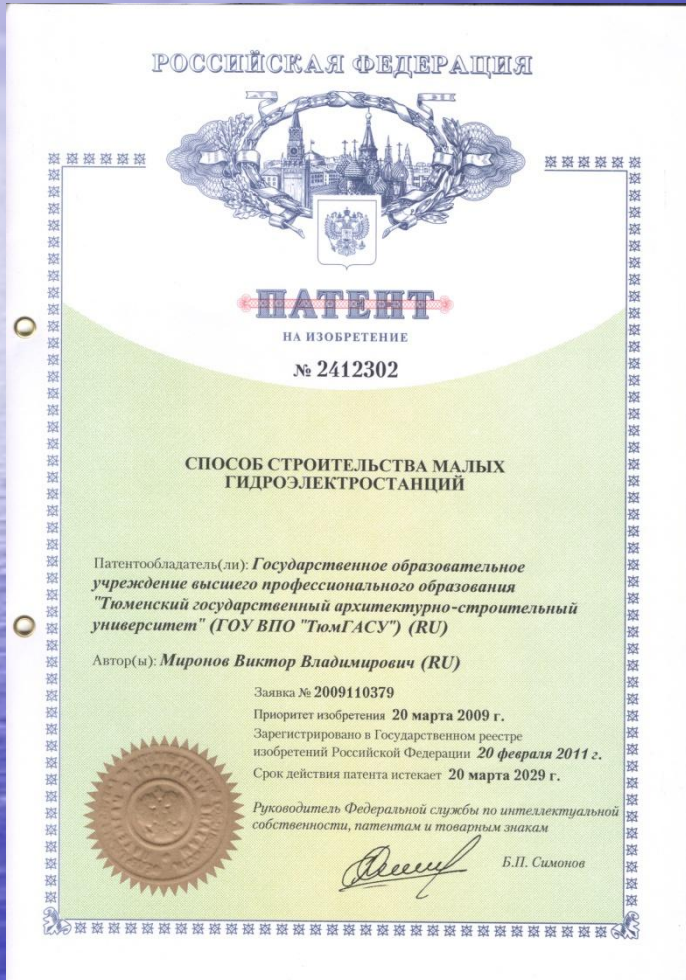 РОССИЙСКАЯ ФЕДЕРАЦИЯ
ПАТЕНТ
НА ИЗОБРЕТЕНИЕ
№ 2412302
СПОСОБ СТРОИТЕЛЬСТВА МАЛЫХ
ГИДРОЭЛЕКТРОСТАНЦИЙ
Патентообладатель(ли): Государственное образовательное
учреждение высшего профессионального образования
"Тюменский государственный архитектурно-строительный
университет" (ГОУ ВПО "ТюмГАСУ") (RU)
Автор(ы): Миронов Виктор Владимирович (RU)
Заявка № 2009110379
Приоритет изобретения 20 марта 2009 г.
Зарегистрировано в Государственном реестре
изобретений Российской Федерации 20 февраля 2011 г.
Срок действия патента истекает 20 марта 2029 г.
Руководитель Федеральной службы по интеллектуальной
собственности, патентам и товарным знакам
Б.П. Симонов